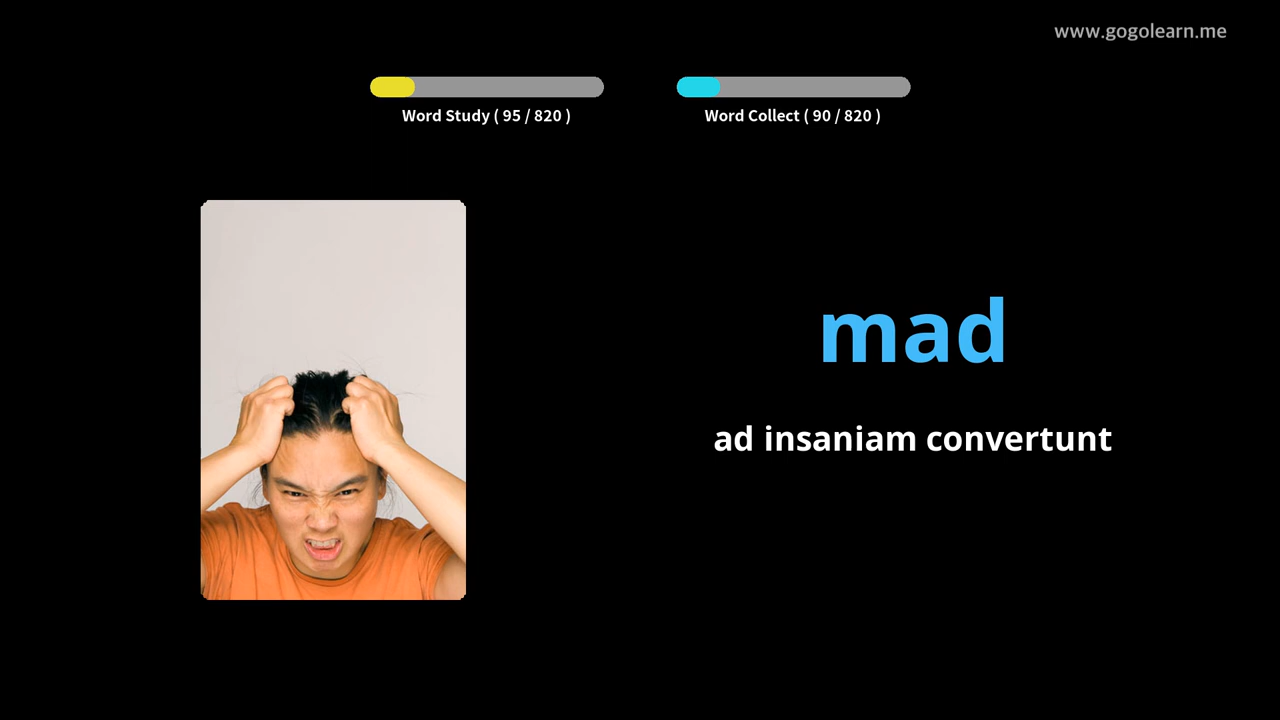 www.gogolearn.me
Word Study ( 95 / 820 )
Word Collect ( 90 / 820 )
mad
ad insaniam convertunt